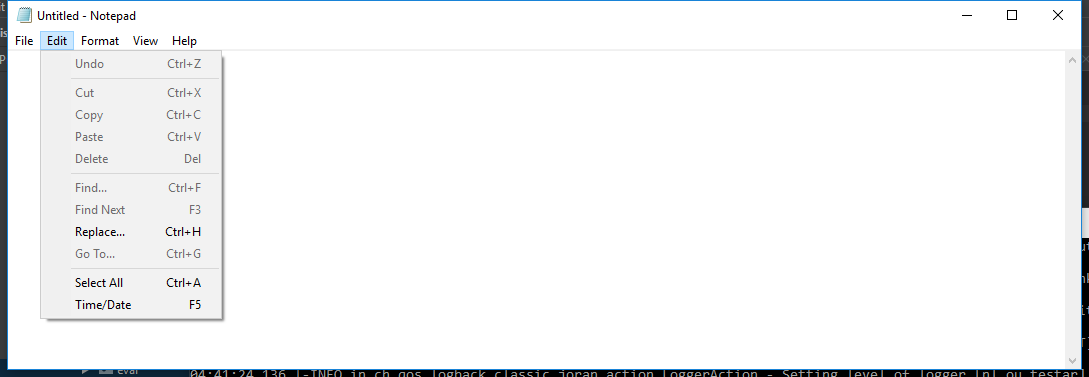 Untitled - Notepad
File Edit Format View Help
Undo Ctrl+Z
Cut Ctrl+X
Copy Ctrl+C
Paste Ctrl+V
Delete Del
Find... Ctrl+F
Find Next F3
Replace... Ctrl+H
Go To... Ctrl+G
Select All Ctrl+A
Time/Date F5
eval
04:41:24,136 |-INFO in ch.qos.logback.classic.joran.action.LoggerAction - Setting level of logger [nl.ou.testar